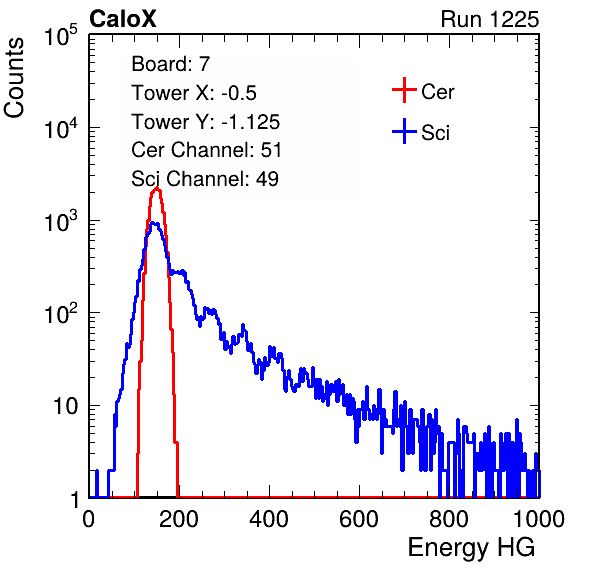 CaloX Run 1225
Counts
Board: 7
Tower X: -0.5
Tower Y: -1.125
Cer Channel: 51
Sci Channel: 49
Cer
Sci
10^5
10^4
10^3
10^2
10
1
0 200 400 600 800 1000
Energy HG